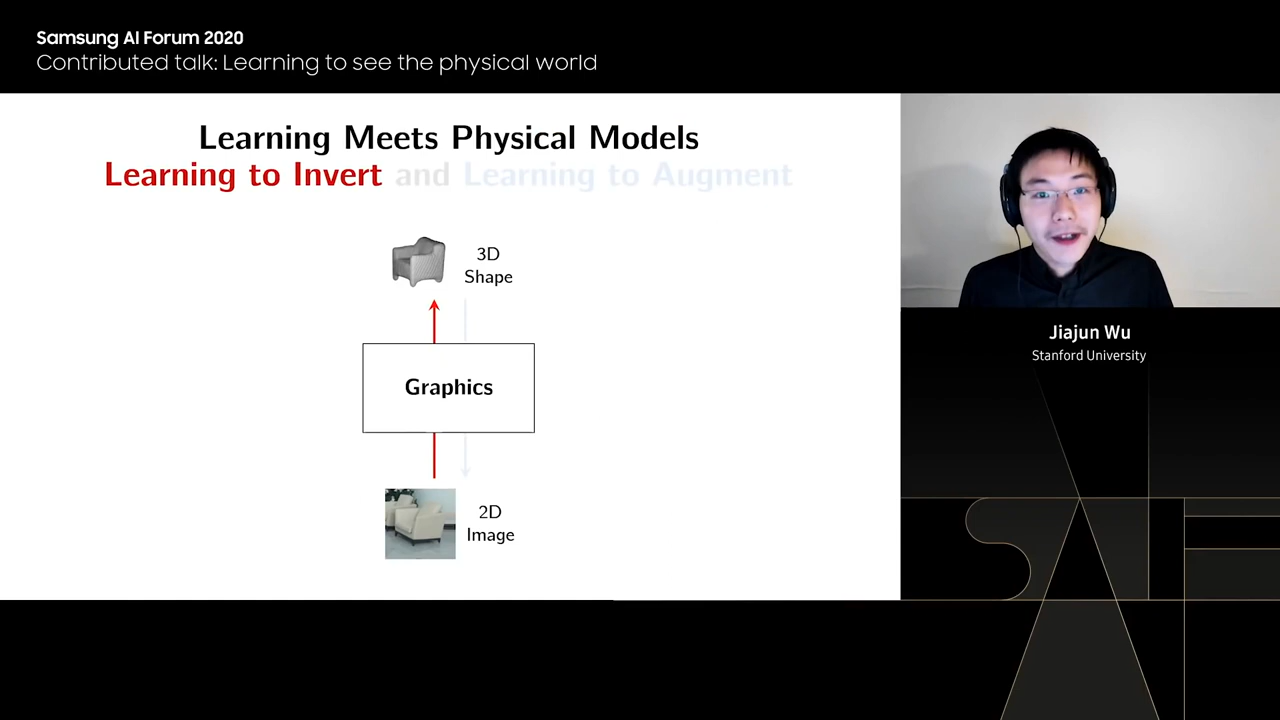 Samsung AI Forum 2020
Contributed talk: Learning to see the physical world
Learning Meets Physical Models
Learning to Invert and Learning to Augment
3D
Shape
Graphics
2D
Image
Jiajun Wu
Stanford University